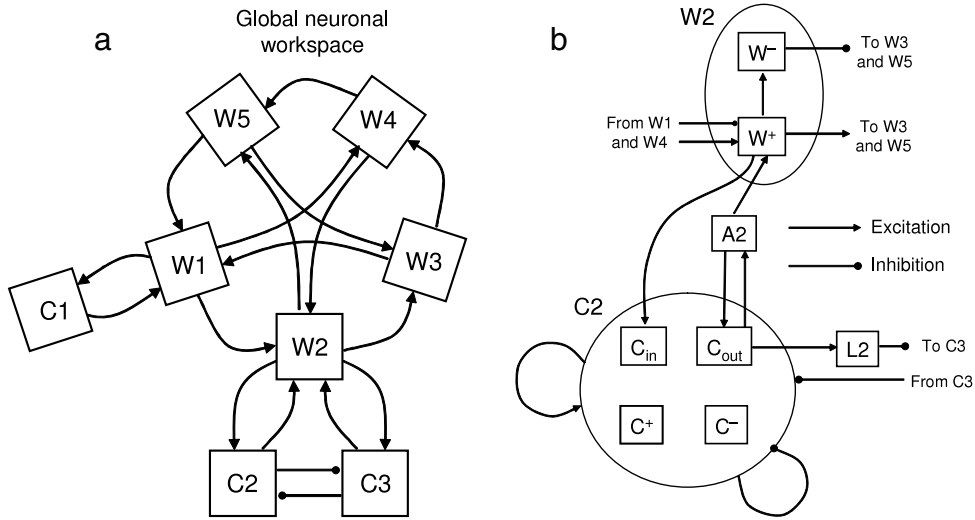 a
Global neuronal
workspace
W5
W4
W1
W3
C1
W2
C2
C3
b
W2
W–
To W3
and W5
From W1
and W4
W+
To W3
and W5
A2
Excitation
Inhibition
C2
Cin
Cout
L2
To C3
From C3
C+
C–